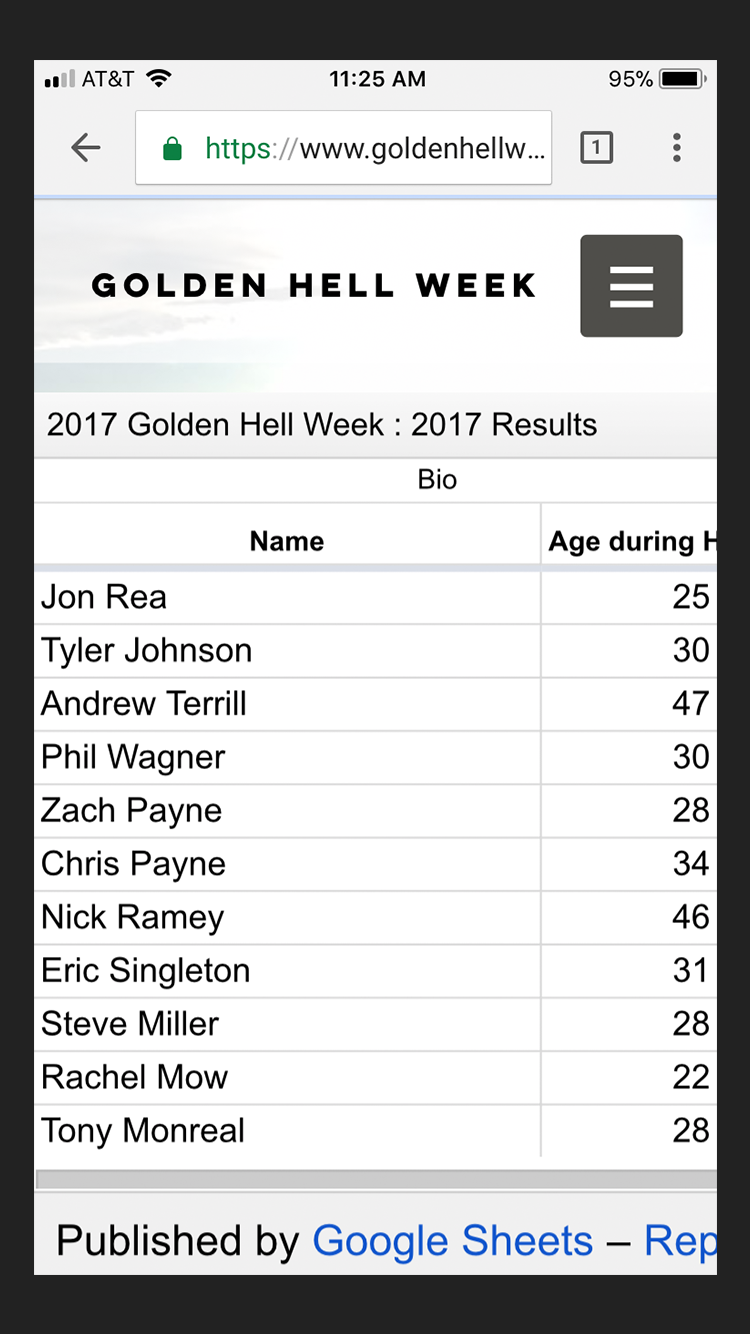 AT&T 11:25 AM 95%
https://www.goldenhellw... 1
GOLDEN HELL WEEK
2017 Golden Hell Week : 2017 Results
Bio
Name Age during H
Jon Rea 25
Tyler Johnson 30
Andrew Terrill 47
Phil Wagner 30
Zach Payne 28
Chris Payne 34
Nick Ramey 46
Eric Singleton 31
Steve Miller 28
Rachel Mow 22
Tony Monreal 28
Published by Google Sheets – Rep